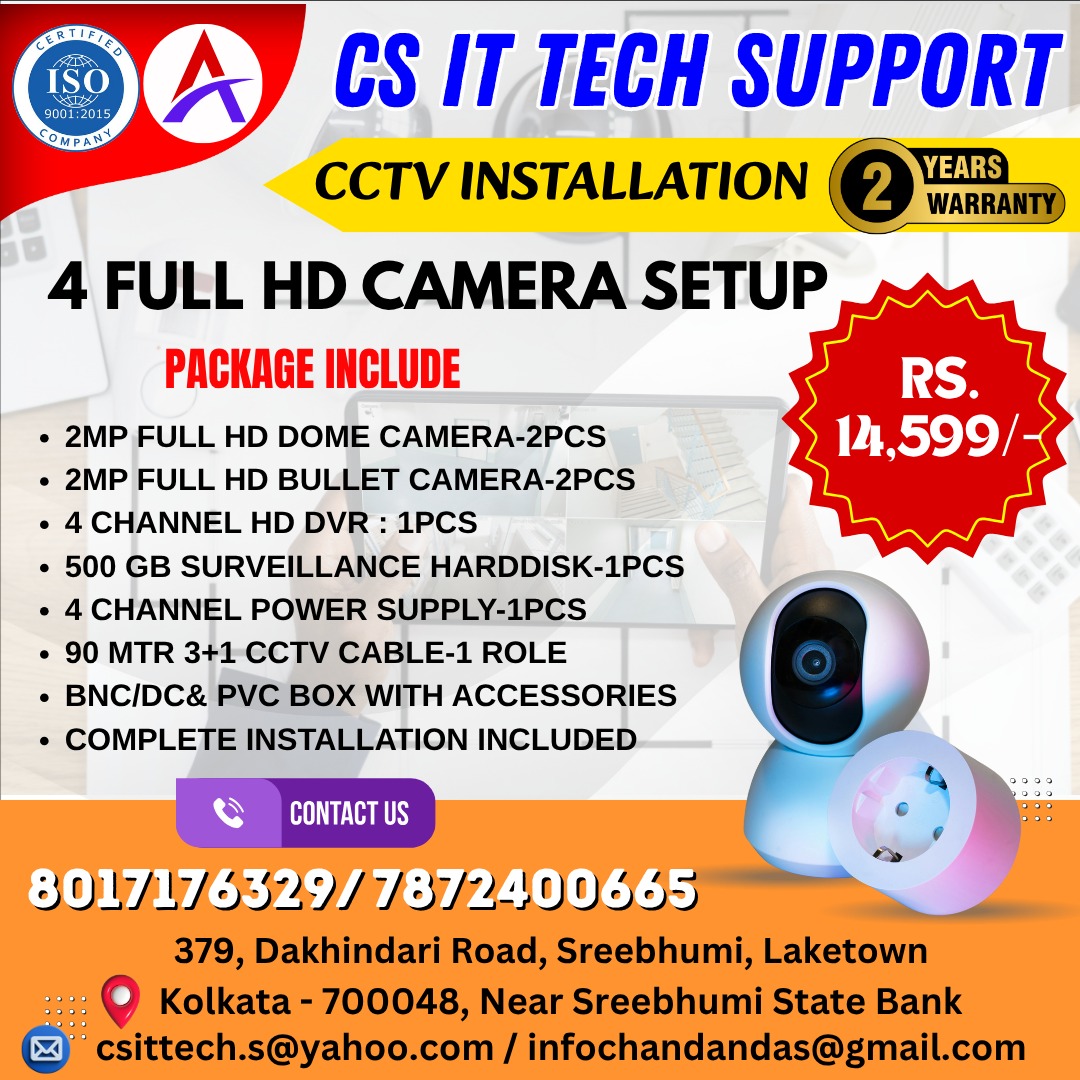 CERTIFIED
ISO
9001:2015
COMPANY
CS IT TECH SUPPORT
CCTV INSTALLATION
2 YEARS
WARRANTY
4 FULL HD CAMERA SETUP
PACKAGE INCLUDE
RS.
14,599/-
• 2MP FULL HD DOME CAMERA-2PCS
• 2MP FULL HD BULLET CAMERA-2PCS
• 4 CHANNEL HD DVR : 1PCS
• 500 GB SURVEILLANCE HARDDISK-1PCS
• 4 CHANNEL POWER SUPPLY-1PCS
• 90 MTR 3+1 CCTV CABLE-1 ROLE
• BNC/DC& PVC BOX WITH ACCESSORIES
• COMPLETE INSTALLATION INCLUDED
CONTACT US
8017176329/7872400665
379, Dakhindari Road, Sreebhumi, Laketown
Kolkata - 700048, Near Sreebhumi State Bank
csittech.s@yahoo.com / infochandandas@gmail.com